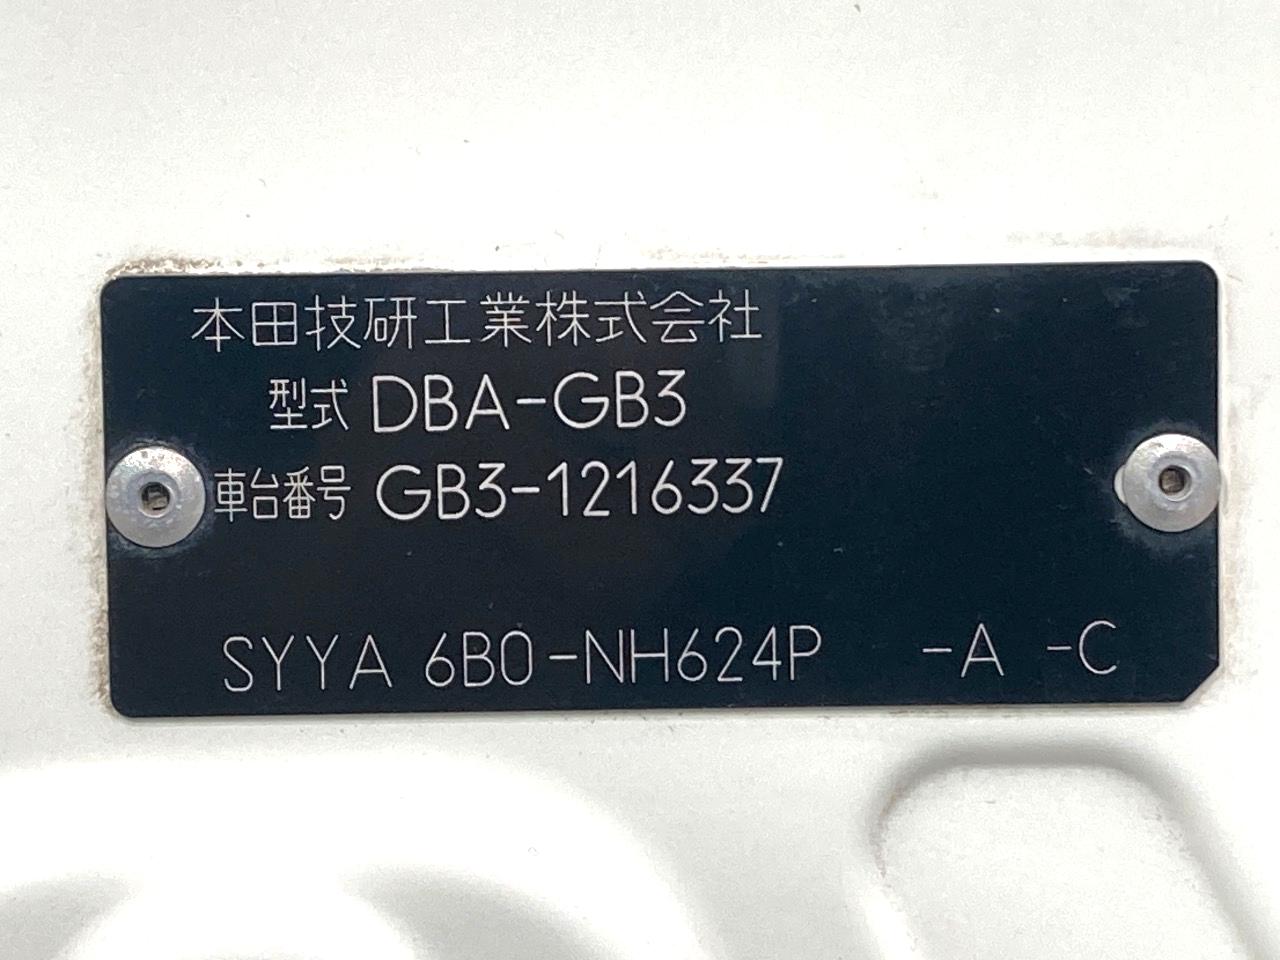 本田技研工業株式会社
型式 DBA-GB3
車台番号 GB3-1216337
SYYA 6B0-NH624P -A -C